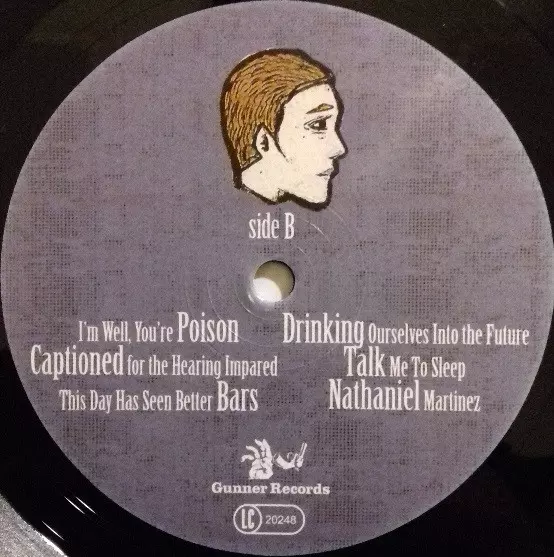 side B
I'm Well, You're Poison
Captioned for the Hearing Impared
This Day Has Seen Better Bars
Drinking Ourselves Into the Future
Talk Me To Sleep
Nathaniel Martinez
Gunner Records
LC 20248